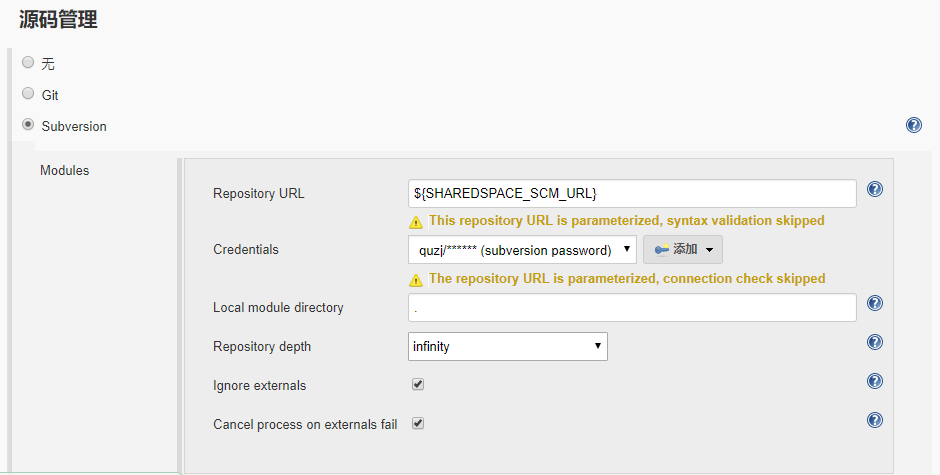 源码管理
无
Git
Subversion
Modules
Repository URL
${SHAREDSPACE_SCM_URL}
This repository URL is parameterized, syntax validation skipped
Credentials
quzj/****** (subversion password)
添加
The repository URL is parameterized, connection check skipped
Local module directory
.
Repository depth
infinity
Ignore externals
Cancel process on externals fail